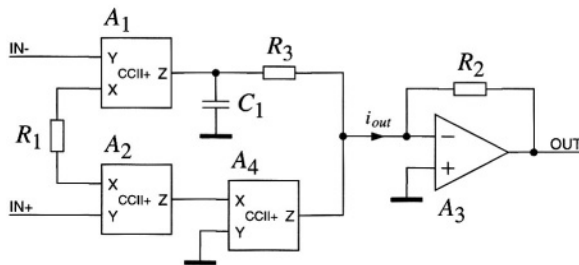 A1
IN-
Y
CCII+
Z
X
R3
C1
R1
A2
X
CCII+
Z
IN+
Y
A4
X
CCII+
Z
Y
iout
R2
−
+
OUT
A3